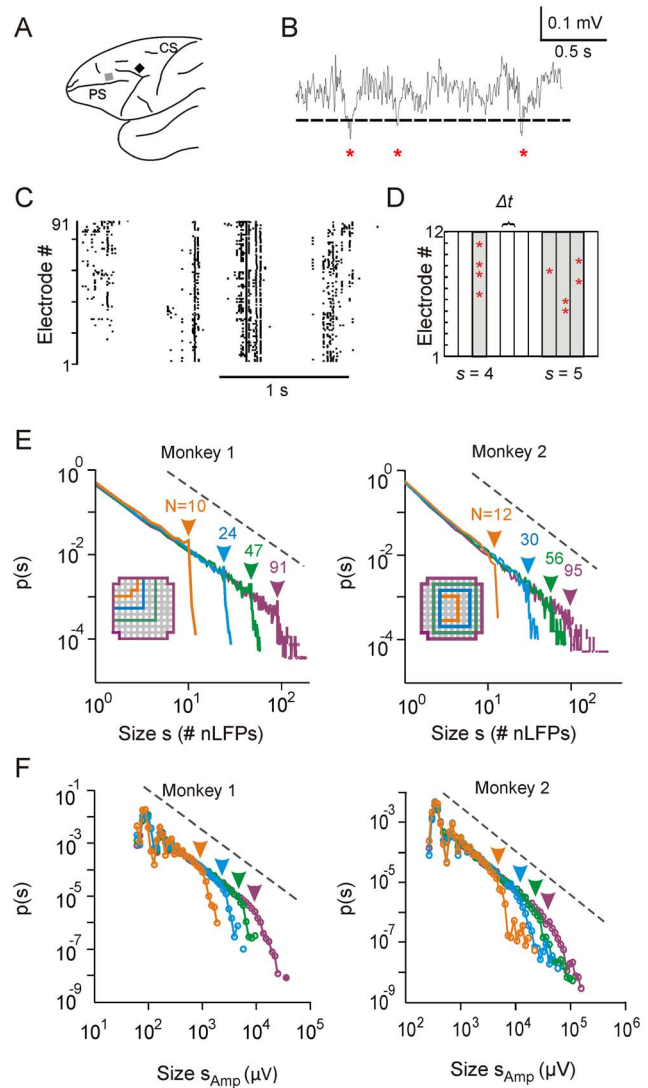 A
CS
PS
B
0.1 mV
0.5 s
* * *
C
91
Electrode #
1
1 s
D
Δt
12
Electrode #
1
s = 4 s = 5
E
Monkey 1
10^0
10^-2
10^-4
p(s)
N=10
24
47
91
10^0 10^1 10^2
Size s (# nLFPs)
Monkey 2
10^0
10^-2
10^-4
p(s)
N=12
30
56
95
10^0 10^1 10^2
Size s (# nLFPs)
F
Monkey 1
10^-1
10^-3
10^-5
10^-7
10^-9
p(s)
10^1 10^2 10^3 10^4 10^5
Size s_Amp (μV)
Monkey 2
10^-3
10^-5
10^-7
10^-9
p(s)
10^2 10^3 10^4 10^5 10^6
Size s_Amp (μV)